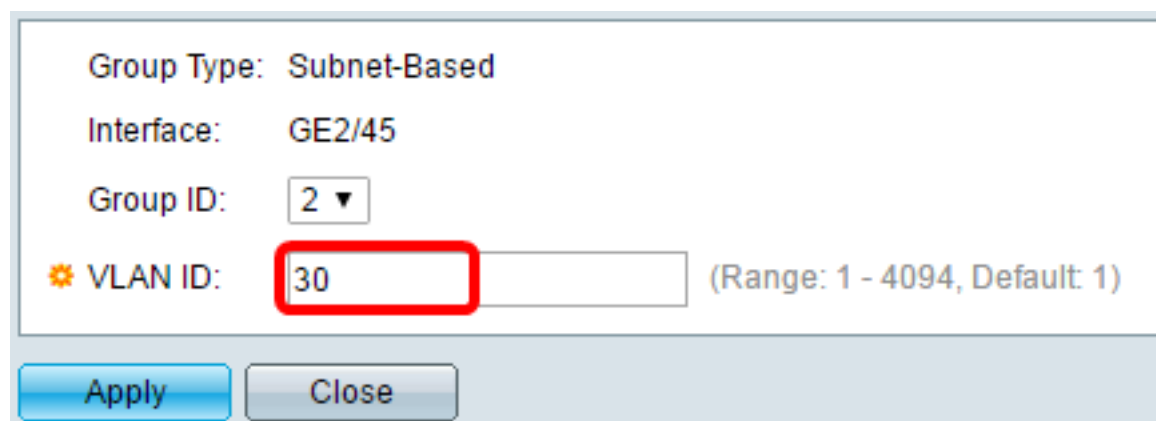 Group Type: Subnet-Based
Interface: GE2/45
Group ID: 2
VLAN ID: 30 (Range: 1 - 4094, Default: 1)
Apply Close